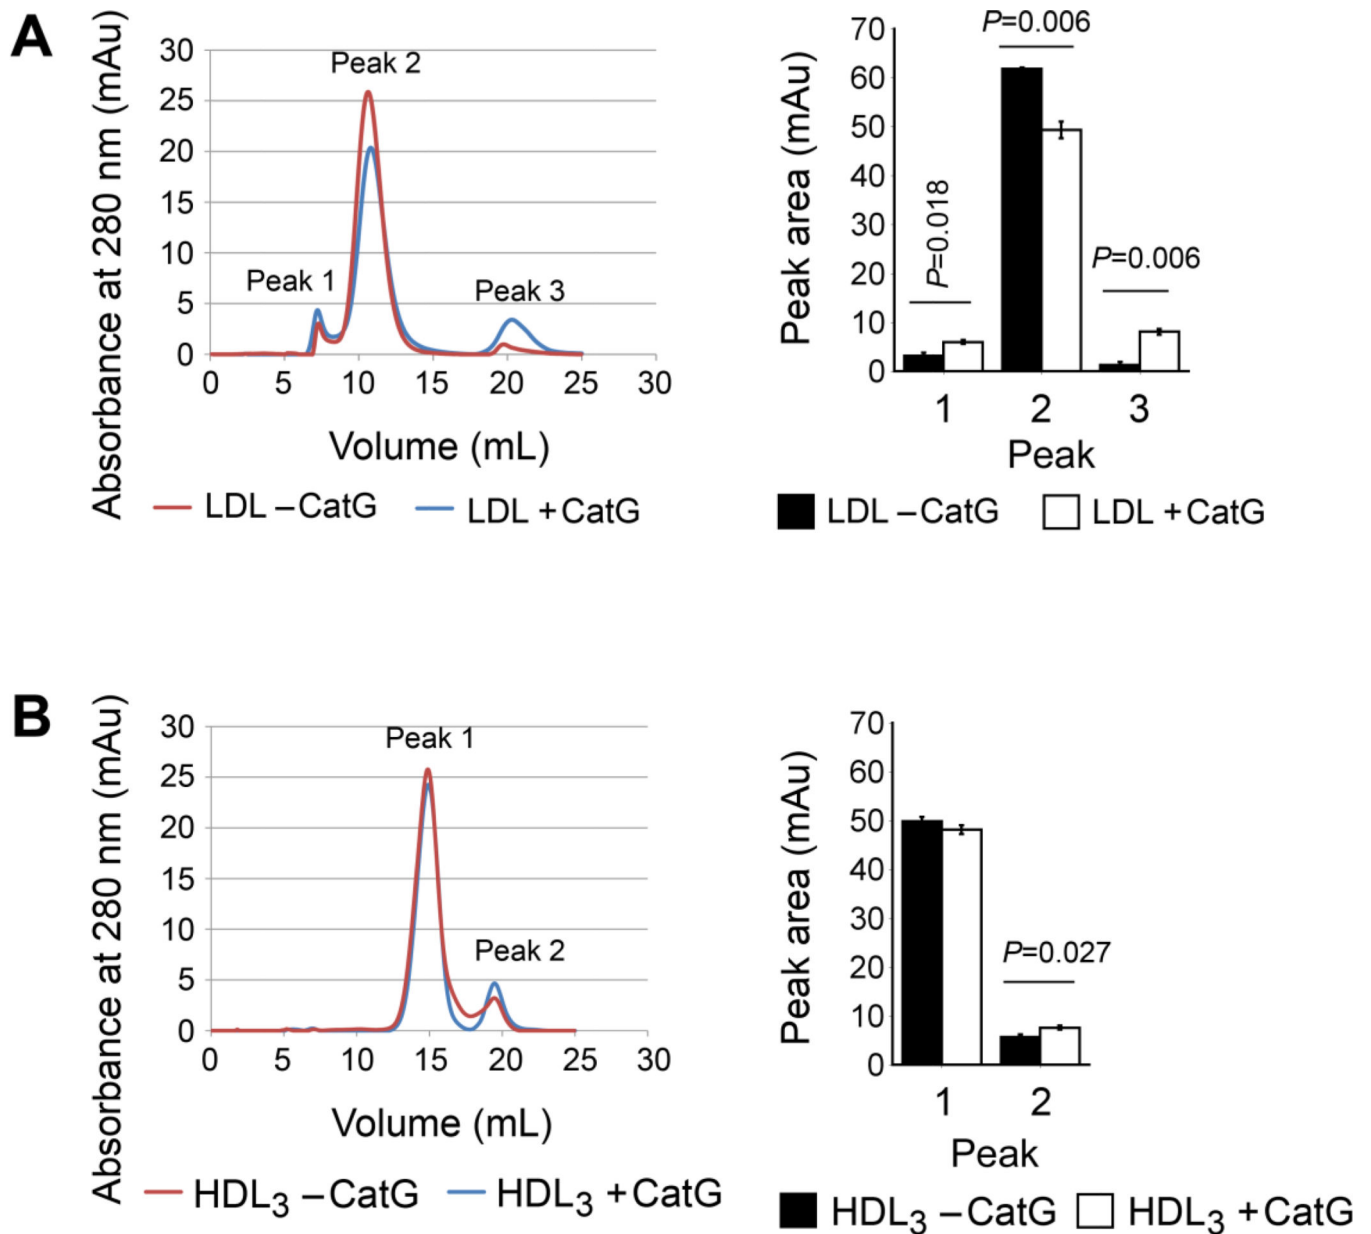 A
Absorbance at 280 nm (mAu)
30
25
20
15
10
5
0
Peak 1
Peak 2
Peak 3
0 5 10 15 20 25 30
Volume (mL)
LDL –CatG LDL +CatG
Peak area (mAu)
70
60
50
40
30
20
10
0
P=0.018
P=0.006
P=0.006
1 2 3
Peak
LDL –CatG LDL +CatG
B
Absorbance at 280 nm (mAu)
30
25
20
15
10
5
0
Peak 1
Peak 2
0 5 10 15 20 25 30
Volume (mL)
HDL₃ –CatG HDL₃ +CatG
Peak area (mAu)
70
60
50
40
30
20
10
0
P=0.027
1 2
Peak
HDL₃ –CatG HDL₃ +CatG